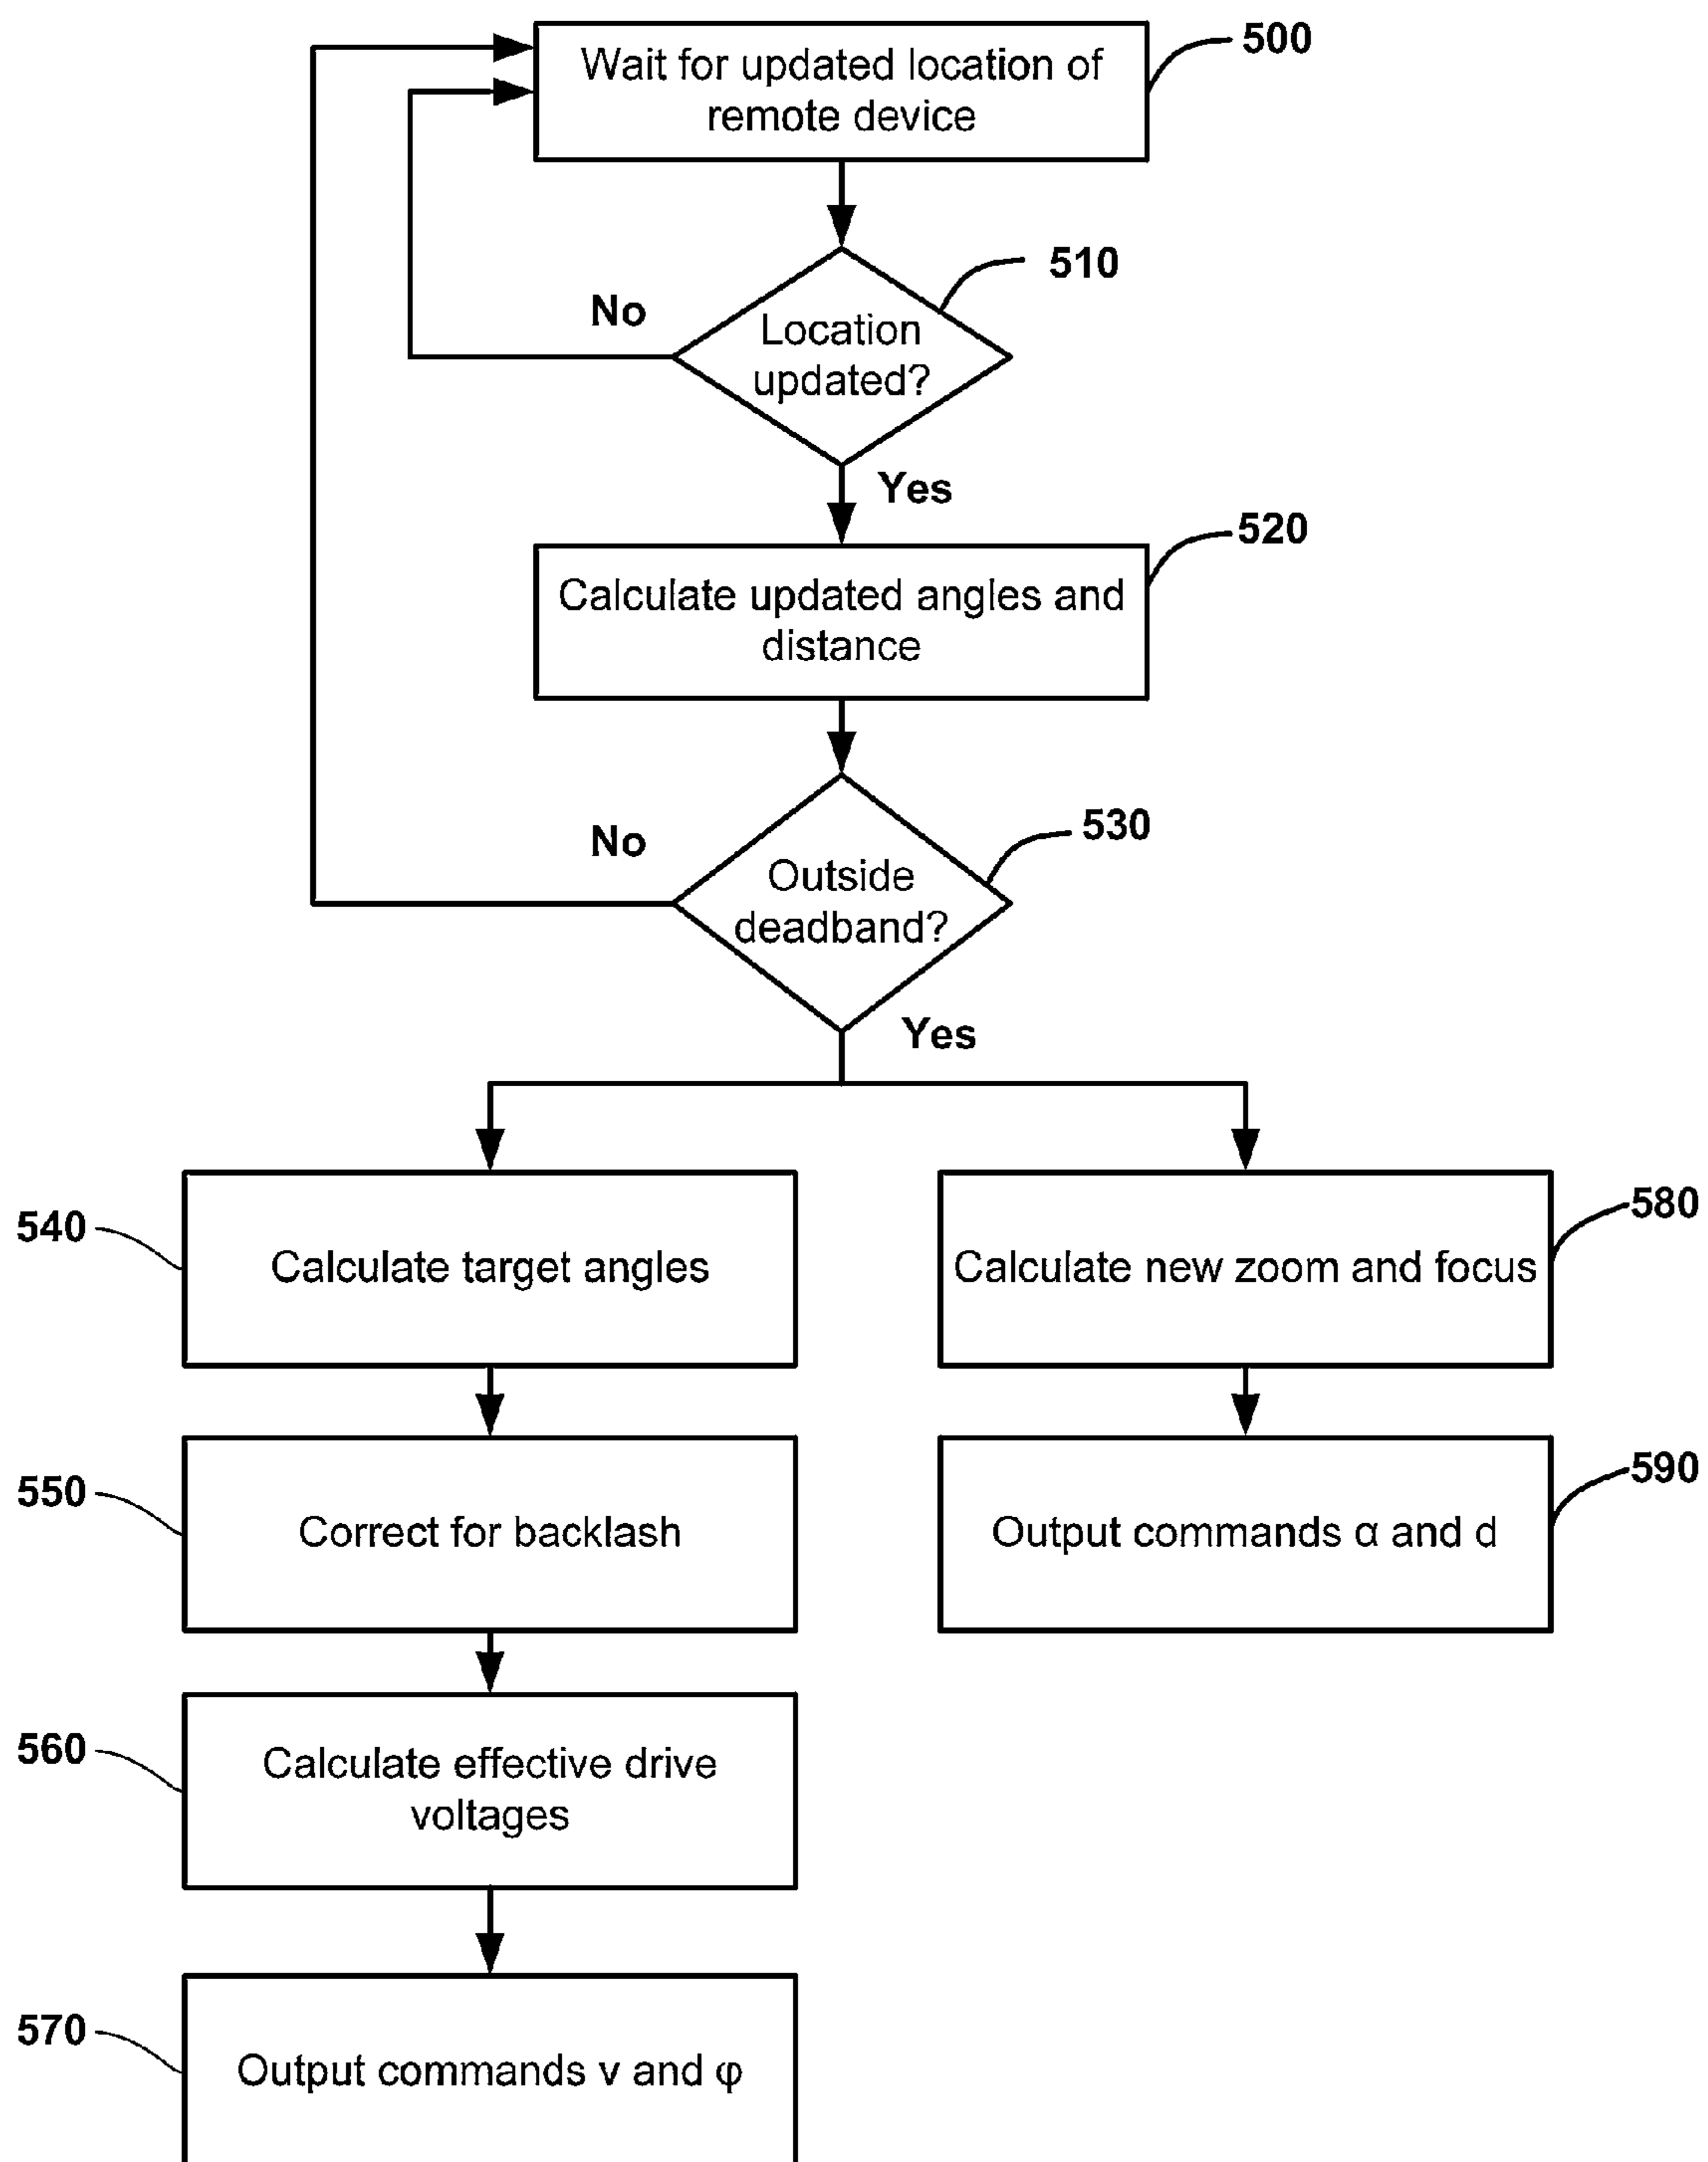 Wait for updated location of
remote device
500
510
No
Location
updated?
Yes
520
Calculate updated angles and
distance
530
No
Outside
deadband?
Yes
540
Calculate target angles
580
Calculate new zoom and focus
550
Correct for backlash
590
Output commands α and d
560
Calculate effective drive
voltages
570
Output commands v and φ